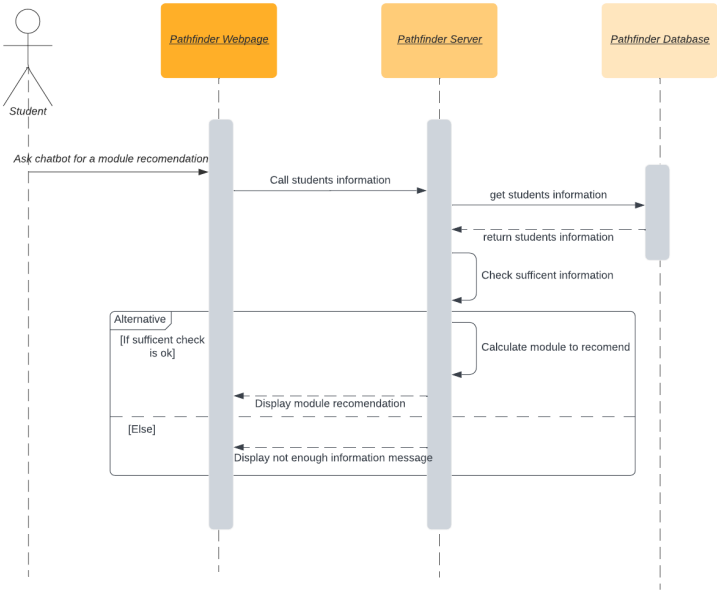 Pathfinder Webpage
Pathfinder Server
Pathfinder Database
Student
Ask chatbot for a module recomendation
Call students information
get students information
return students information
Check sufficent information
Alternative
[If sufficent check
is ok]
Calculate module to recomend
Display module recomendation
[Else]
Display not enough information message